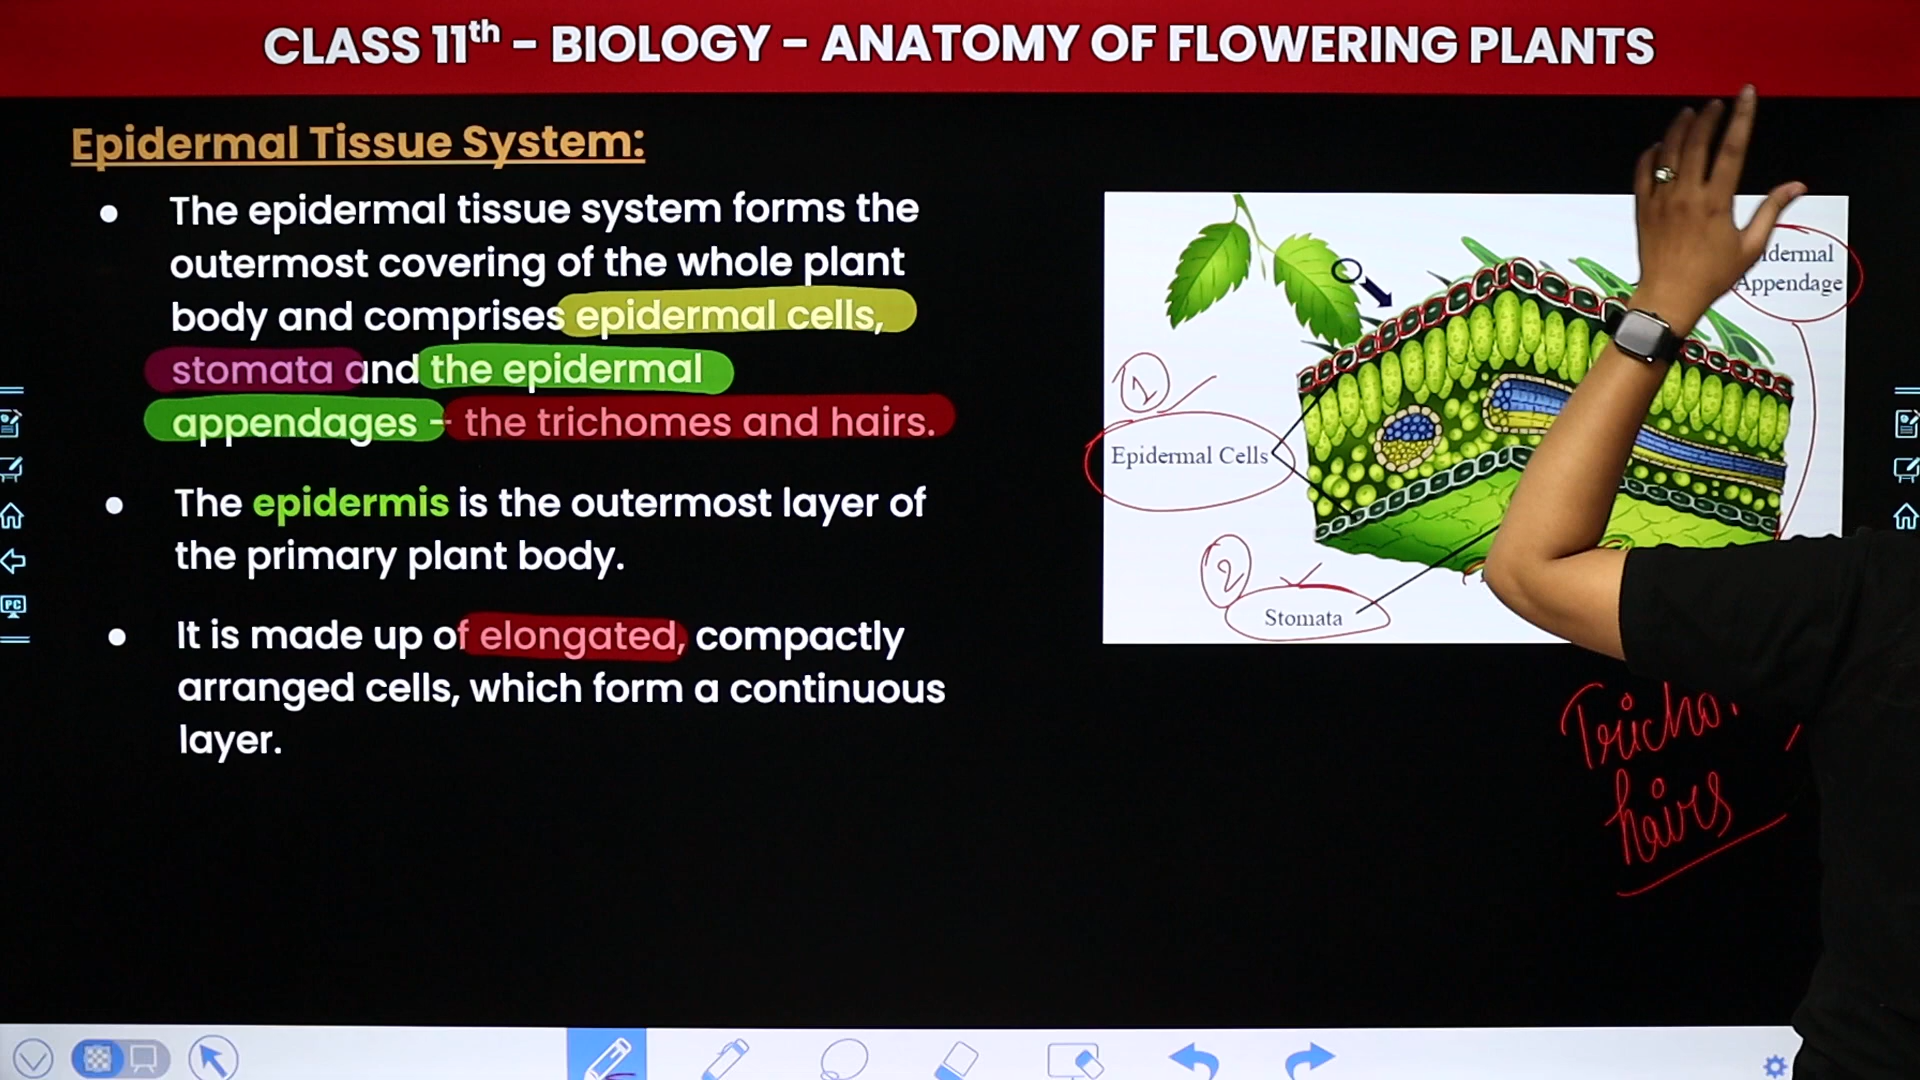 CLASS 11th - BIOLOGY - ANATOMY OF FLOWERING PLANTS
Epidermal Tissue System:
• The epidermal tissue system forms the
outermost covering of the whole plant
body and comprises epidermal cells,
stomata and the epidermal
appendages - the trichomes and hairs.
• The epidermis is the outermost layer of
the primary plant body.
• It is made up of elongated, compactly
arranged cells, which form a continuous
layer.
Appendage
1
Epidermal Cells
2
Stomata
Tricho.
hairs
PC